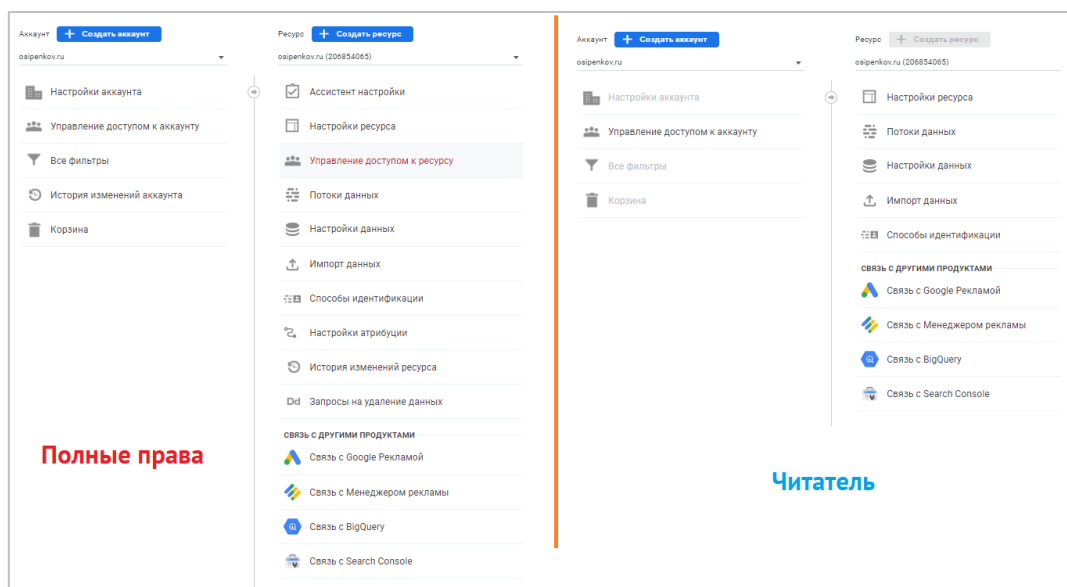 Аккаунт + Создать аккаунт
osipenkov.ru
Настройки аккаунта
Управление доступом к аккаунту
Все фильтры
История изменений аккаунта
Корзина
Ресурс + Создать ресурс
osipenkov.ru (206854065)
Ассистент настройки
Настройки ресурса
Управление доступом к ресурсу
Потоки данных
Настройки данных
Импорт данных
Способы идентификации
Настройки атрибуции
История изменений ресурса
Dd Запросы на удаление данных
СВЯЗЬ С ДРУГИМИ ПРОДУКТАМИ
Связь с Google Рекламой
Связь с Менеджером рекламы
Связь с BigQuery
Связь с Search Console
Полные права
Аккаунт + Создать аккаунт
osipenkov.ru
Настройки аккаунта
Управление доступом к аккаунту
Все фильтры
Корзина
Ресурс + Создать ресурс
osipenkov.ru (206854065)
Настройки ресурса
Потоки данных
Настройки данных
Импорт данных
Способы идентификации
СВЯЗЬ С ДРУГИМИ ПРОДУКТАМИ
Связь с Google Рекламой
Связь с Менеджером рекламы
Связь с BigQuery
Связь с Search Console
Читатель